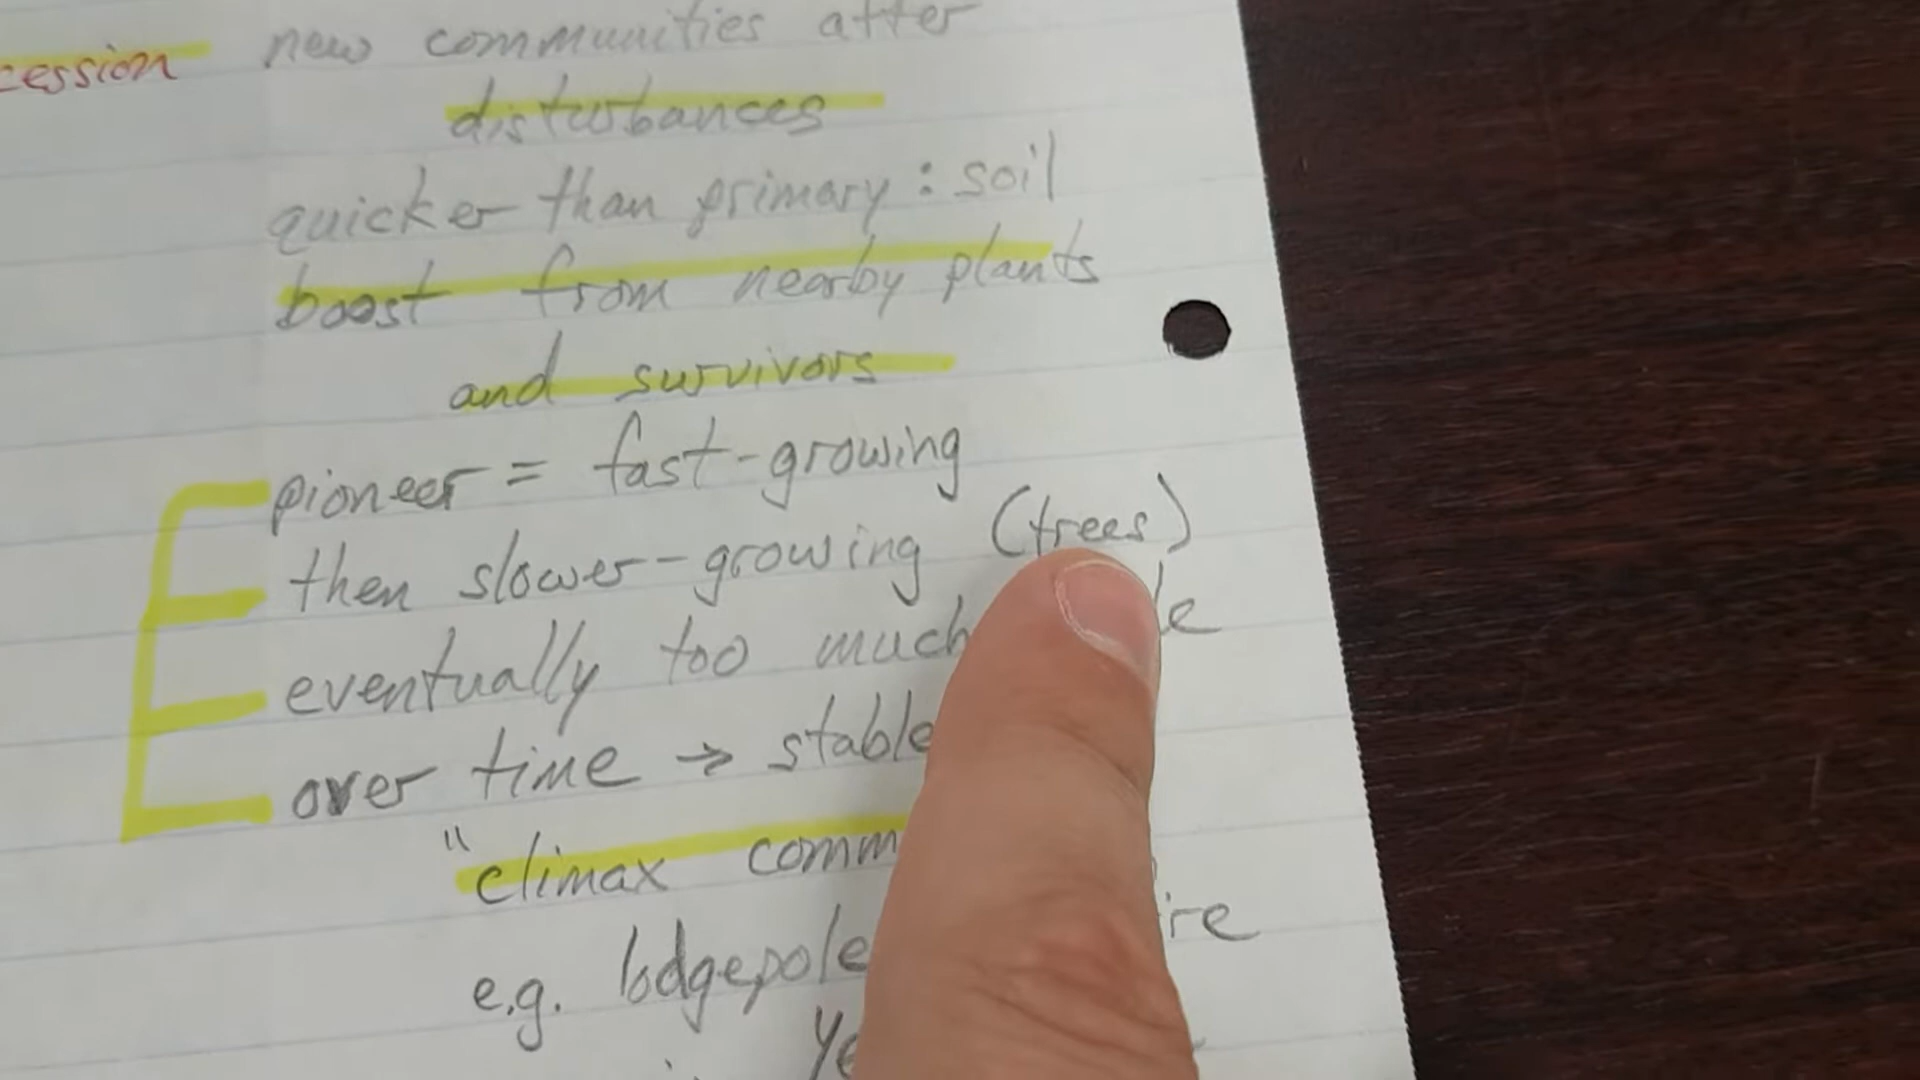 cession new communities after
disturbances
quicker than primary: soil
boost from nearby plants
and survivors
pioneer = fast-growing
then slower-growing (trees)
eventually too much
over time → stable
"climax
e.g. lodgepole